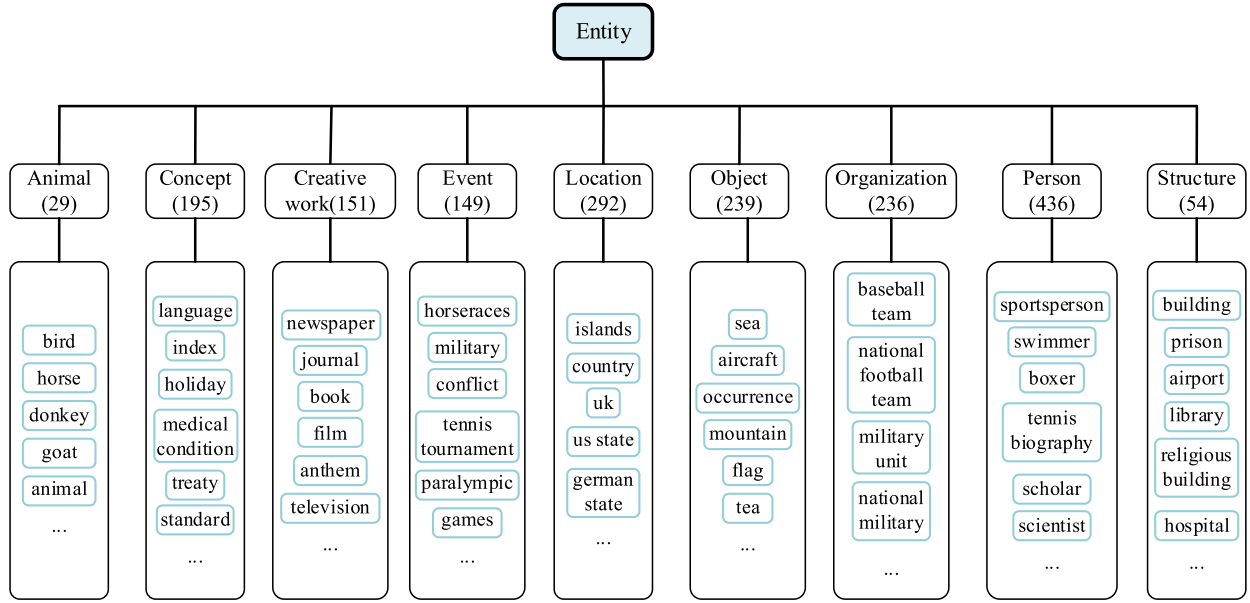 Entity
Animal
(29)
Concept
(195)
Creative
work(151)
Event
(149)
Location
(292)
Object
(239)
Organization
(236)
Person
(436)
Structure
(54)
bird
horse
donkey
goat
animal
...
language
index
holiday
medical
condition
treaty
standard
...
newspaper
journal
book
film
anthem
television
...
horseraces
military
conflict
tennis
tournament
paralympic
games
...
islands
country
uk
us state
german
state
...
sea
aircraft
occurrence
mountain
flag
tea
...
baseball
team
national
football
team
military
unit
national
military
...
sportsperson
swimmer
boxer
tennis
biography
scholar
scientist
...
building
prison
airport
library
religious
building
hospital
...